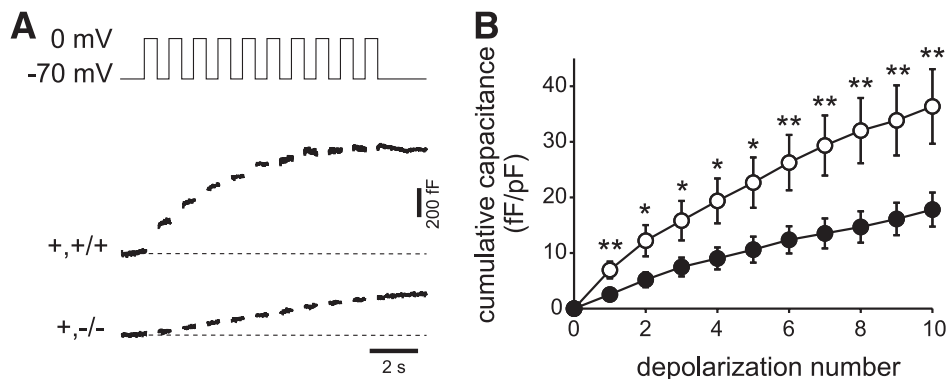 A
0 mV
-70 mV
+,+/+
200 fF
+,-/-
2 s
B
cumulative capacitance
(fF/pF)
40
30
20
10
0
** * * * * ** ** ** ** **
0 2 4 6 8 10
depolarization number